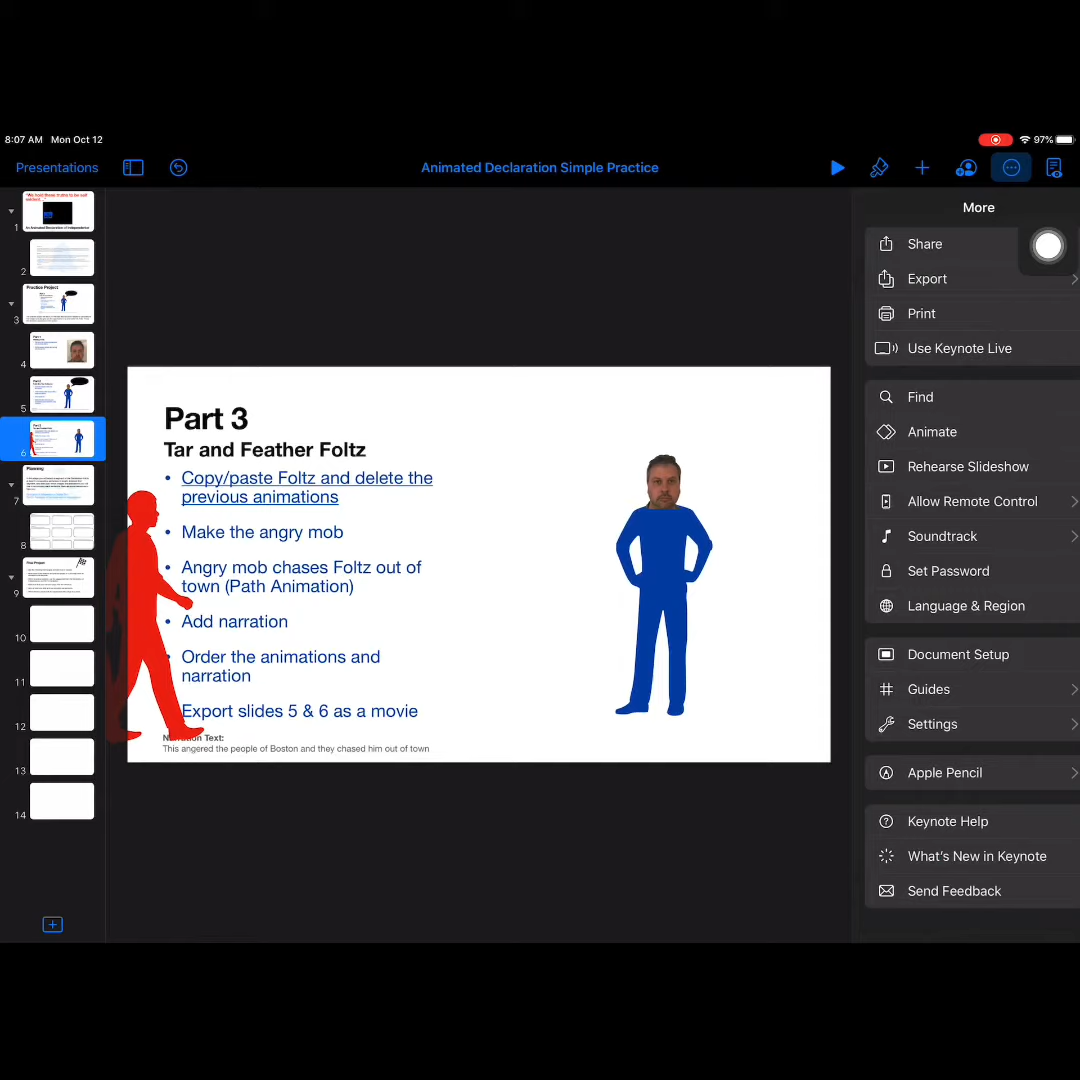 8:07 AM Mon Oct 12
97%
Presentations
Animated Declaration Simple Practice
1
2
Practice Project
3
4
5
6
Planning
7
8
9
10
11
12
13
14
Part 3
Tar and Feather Foltz
• Copy/paste Foltz and delete the
previous animations
• Make the angry mob
• Angry mob chases Foltz out of
town (Path Animation)
• Add narration
Order the animations and
narration
Export slides 5 & 6 as a movie
Text:
This angered the people of Boston and they chased him out of town
More
Share
Export
Print
Use Keynote Live
Find
Animate
Rehearse Slideshow
Allow Remote Control
Soundtrack
Set Password
Language & Region
Document Setup
Guides
Settings
Apple Pencil
Keynote Help
What's New in Keynote
Send Feedback